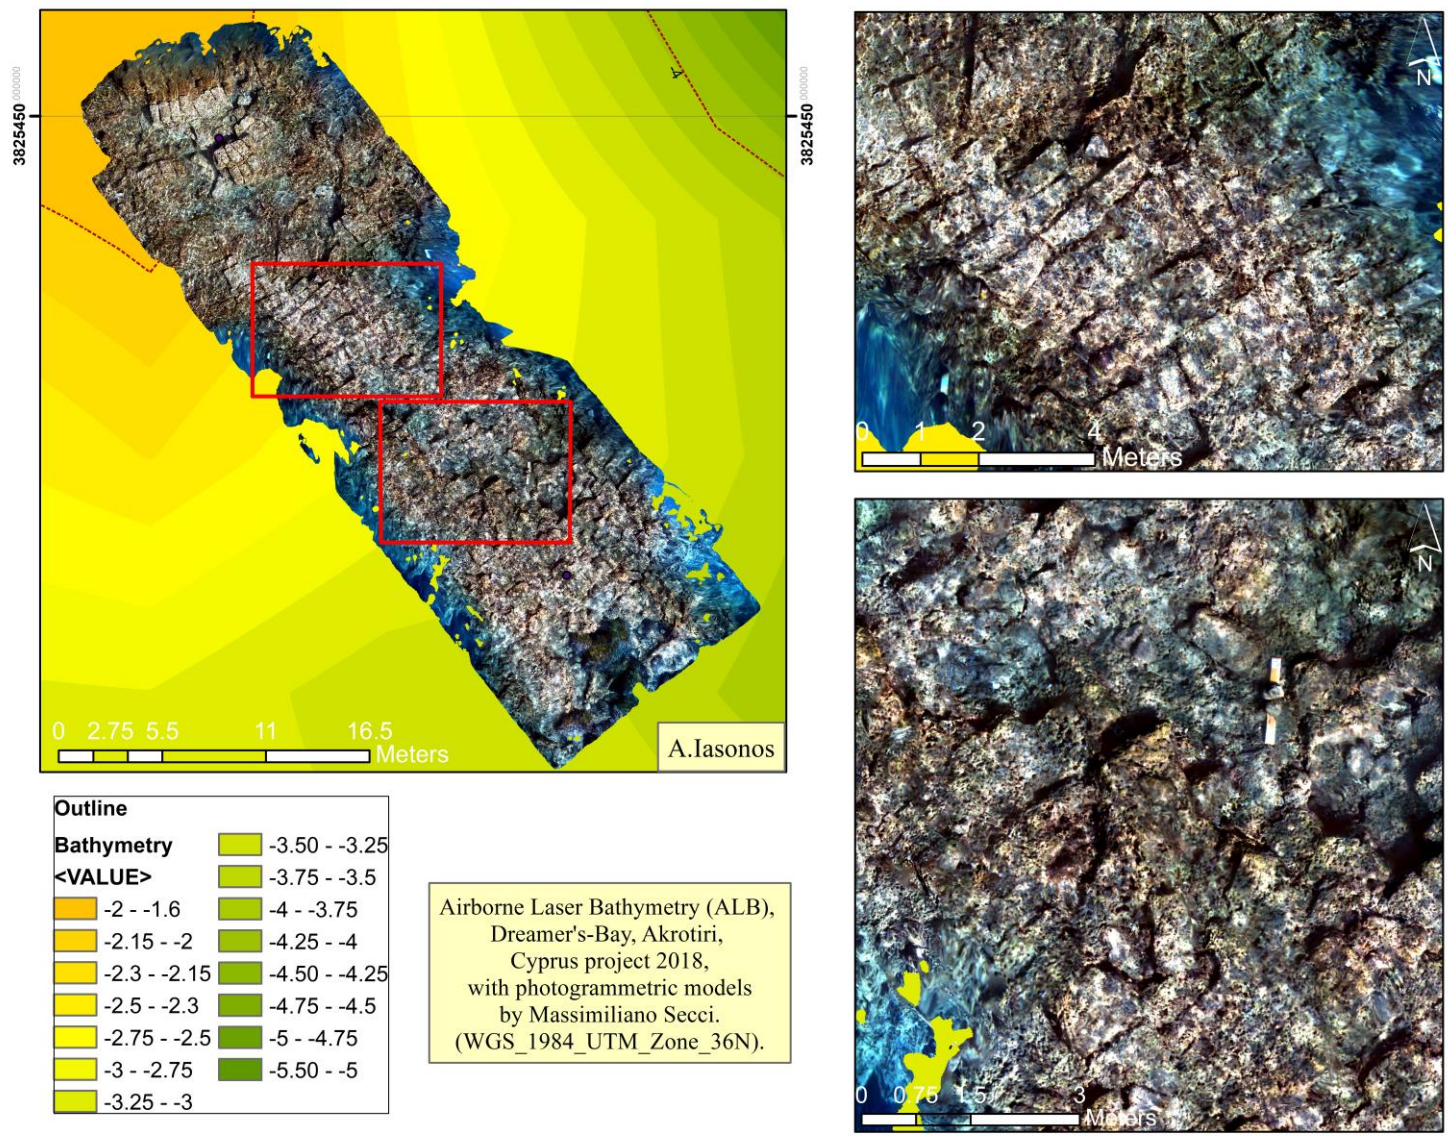 3825450.000000
3825450.000000
4
0 2.75 5.5 11 16.5
Meters
A.Iasonos
N
0 1 2 4
Meters
N
0 0.75 1.5 3
Meters
Outline
Bathymetry
<VALUE>
-2 - -1.6
-2.15 - -2
-2.3 - -2.15
-2.5 - -2.3
-2.75 - -2.5
-3 - -2.75
-3.25 - -3
-3.50 - -3.25
-3.75 - -3.5
-4 - -3.75
-4.25 - -4
-4.50 - -4.25
-4.75 - -4.5
-5 - -4.75
-5.50 - -5
Airborne Laser Bathymetry (ALB),
Dreamer's-Bay, Akrotiri,
Cyprus project 2018,
with photogrammetric models
by Massimiliano Secci.
(WGS_1984_UTM_Zone_36N).